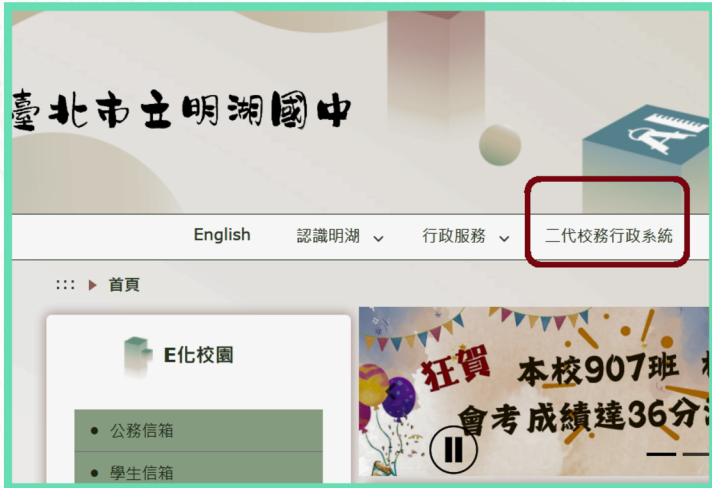 臺北市立明湖國中
English 認識明湖 行政服務 二代校務行政系統
::: 首頁
E化校園
公務信箱
學生信箱
狂賀 本校907班
會考成績達36分